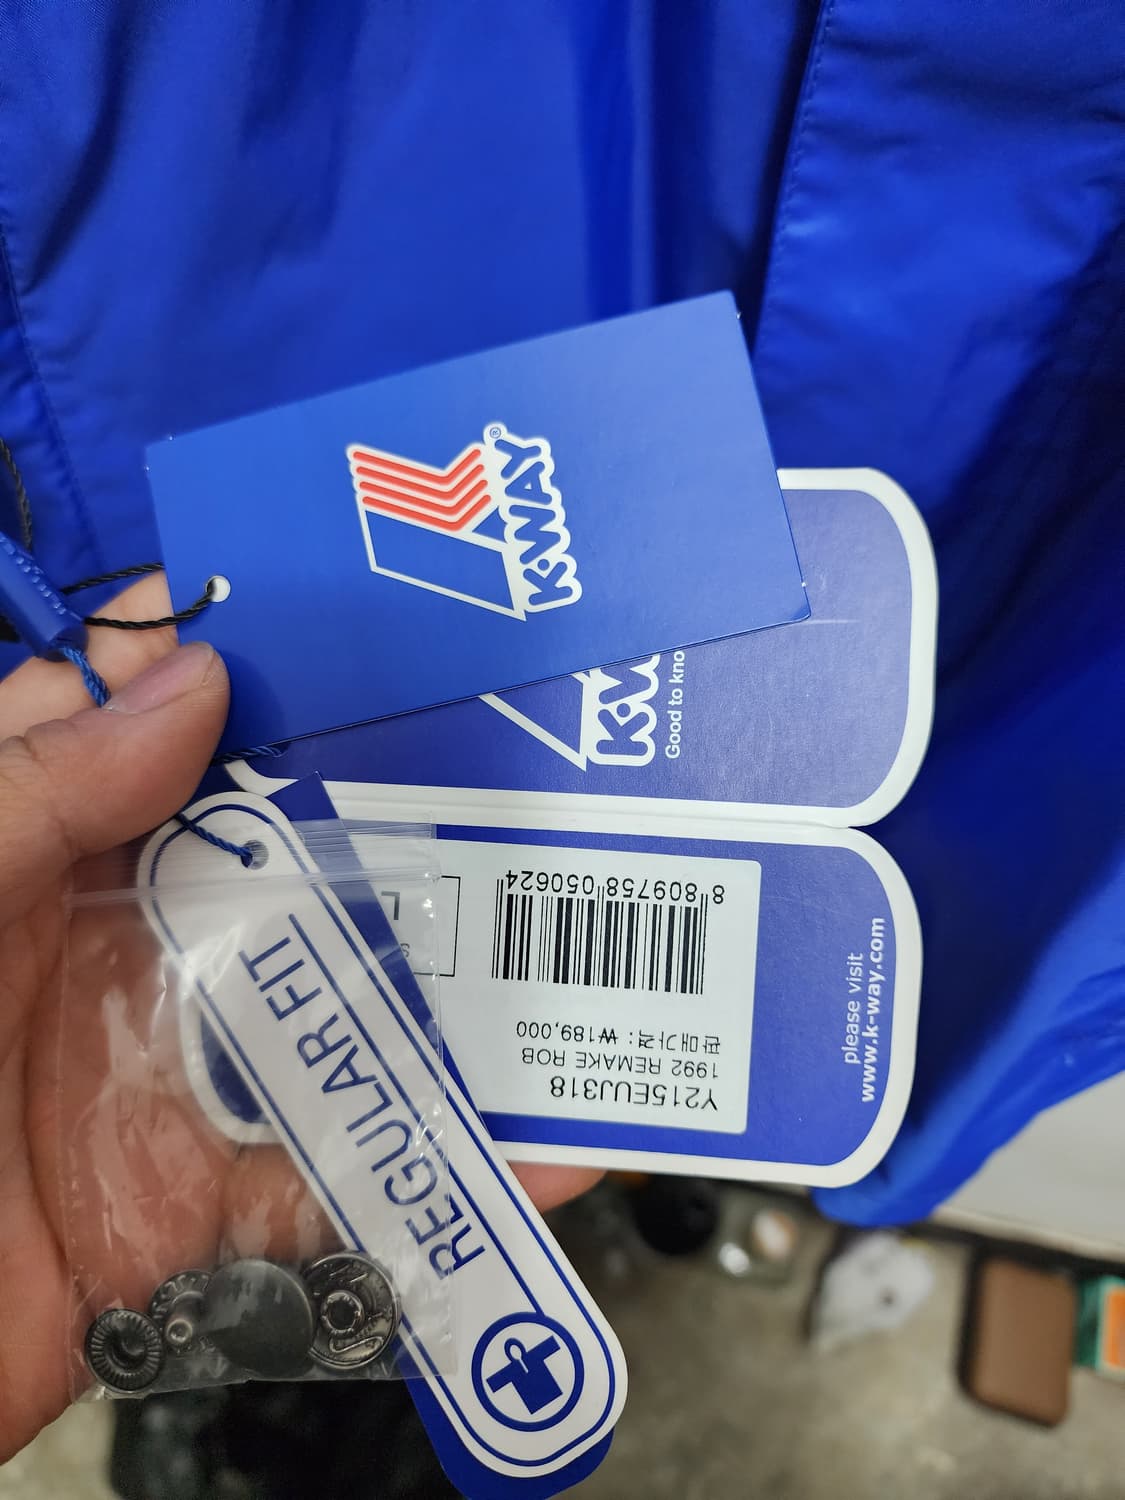 K·WAY®
K·W
Good to kno
REGULAR FIT
L
Y215EUJ318
1992 REMAKE ROB
판매가격: ₩189,000
8 809758 050624
please visit
www.k-way.com